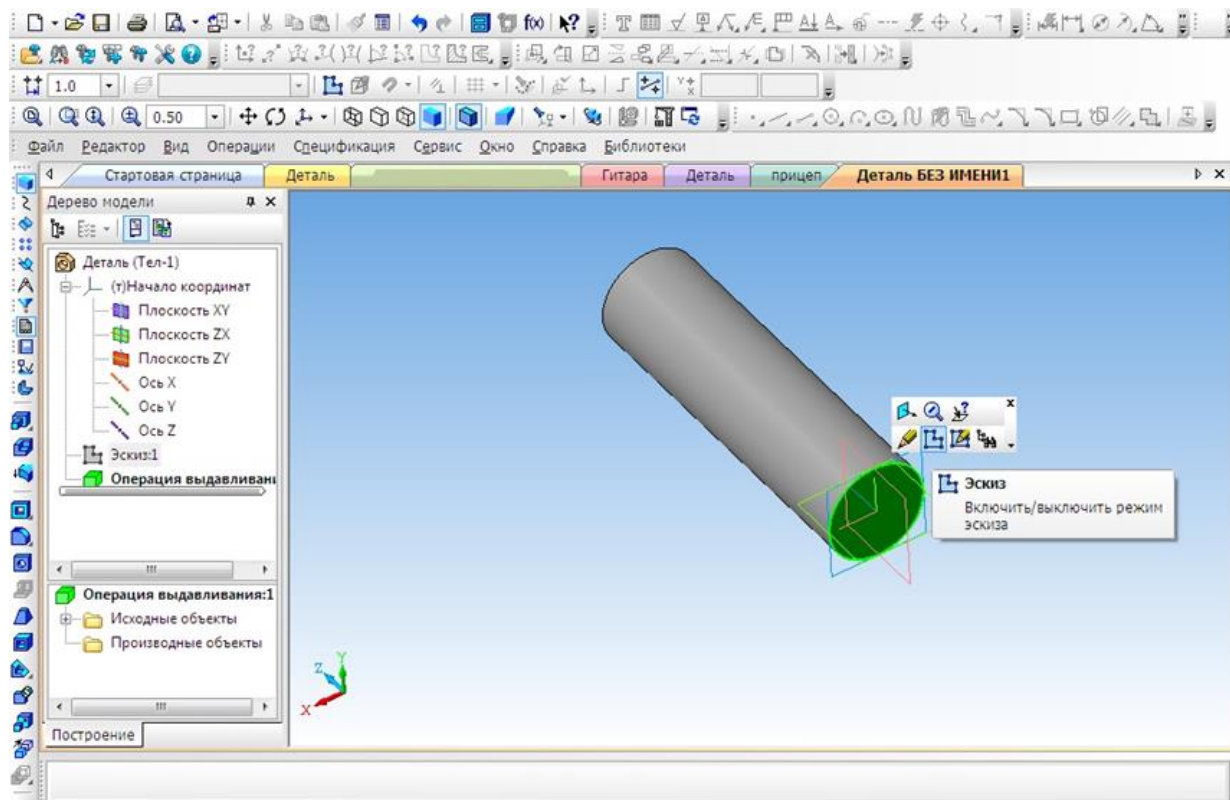 1.0
0.50
Файл Редактор Вид Операции Спецификация Сервис Окно Справка Библиотеки
Стартовая страница Деталь Гитара Деталь прицеп Деталь БЕЗ ИМЕНИ1
Дерево модели
Деталь (Тел-1)
(т)Начало координат
Плоскость XY
Плоскость ZX
Плоскость ZY
Ось X
Ось Y
Ось Z
Эскиз:1
Операция выдавливани
Операция выдавливания:1
Исходные объекты
Производные объекты
Построение
Эскиз
Включить/выключить режим
эскиза
Z Y
X